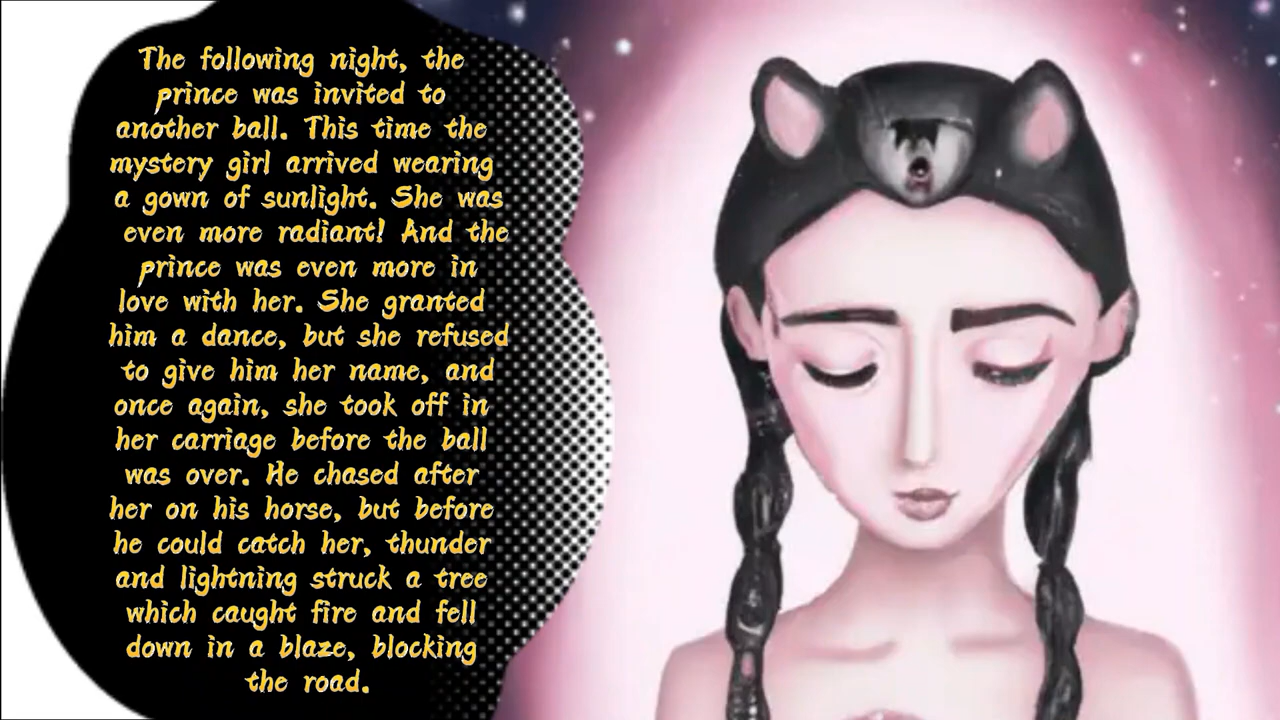 The following night, the
prince was invited to
another ball. This time the
mystery girl arrived wearing
a gown of sunlight. She was
even more radiant! And the
prince was even more in
love with her. She granted
him a dance, but she refused
to give him her name, and
once again, she took off in
her carriage before the ball
was over. He chased after
her on his horse, but before
he could catch her, thunder
and lightning struck a tree
which caught fire and fell
down in a blaze, blocking
the road.